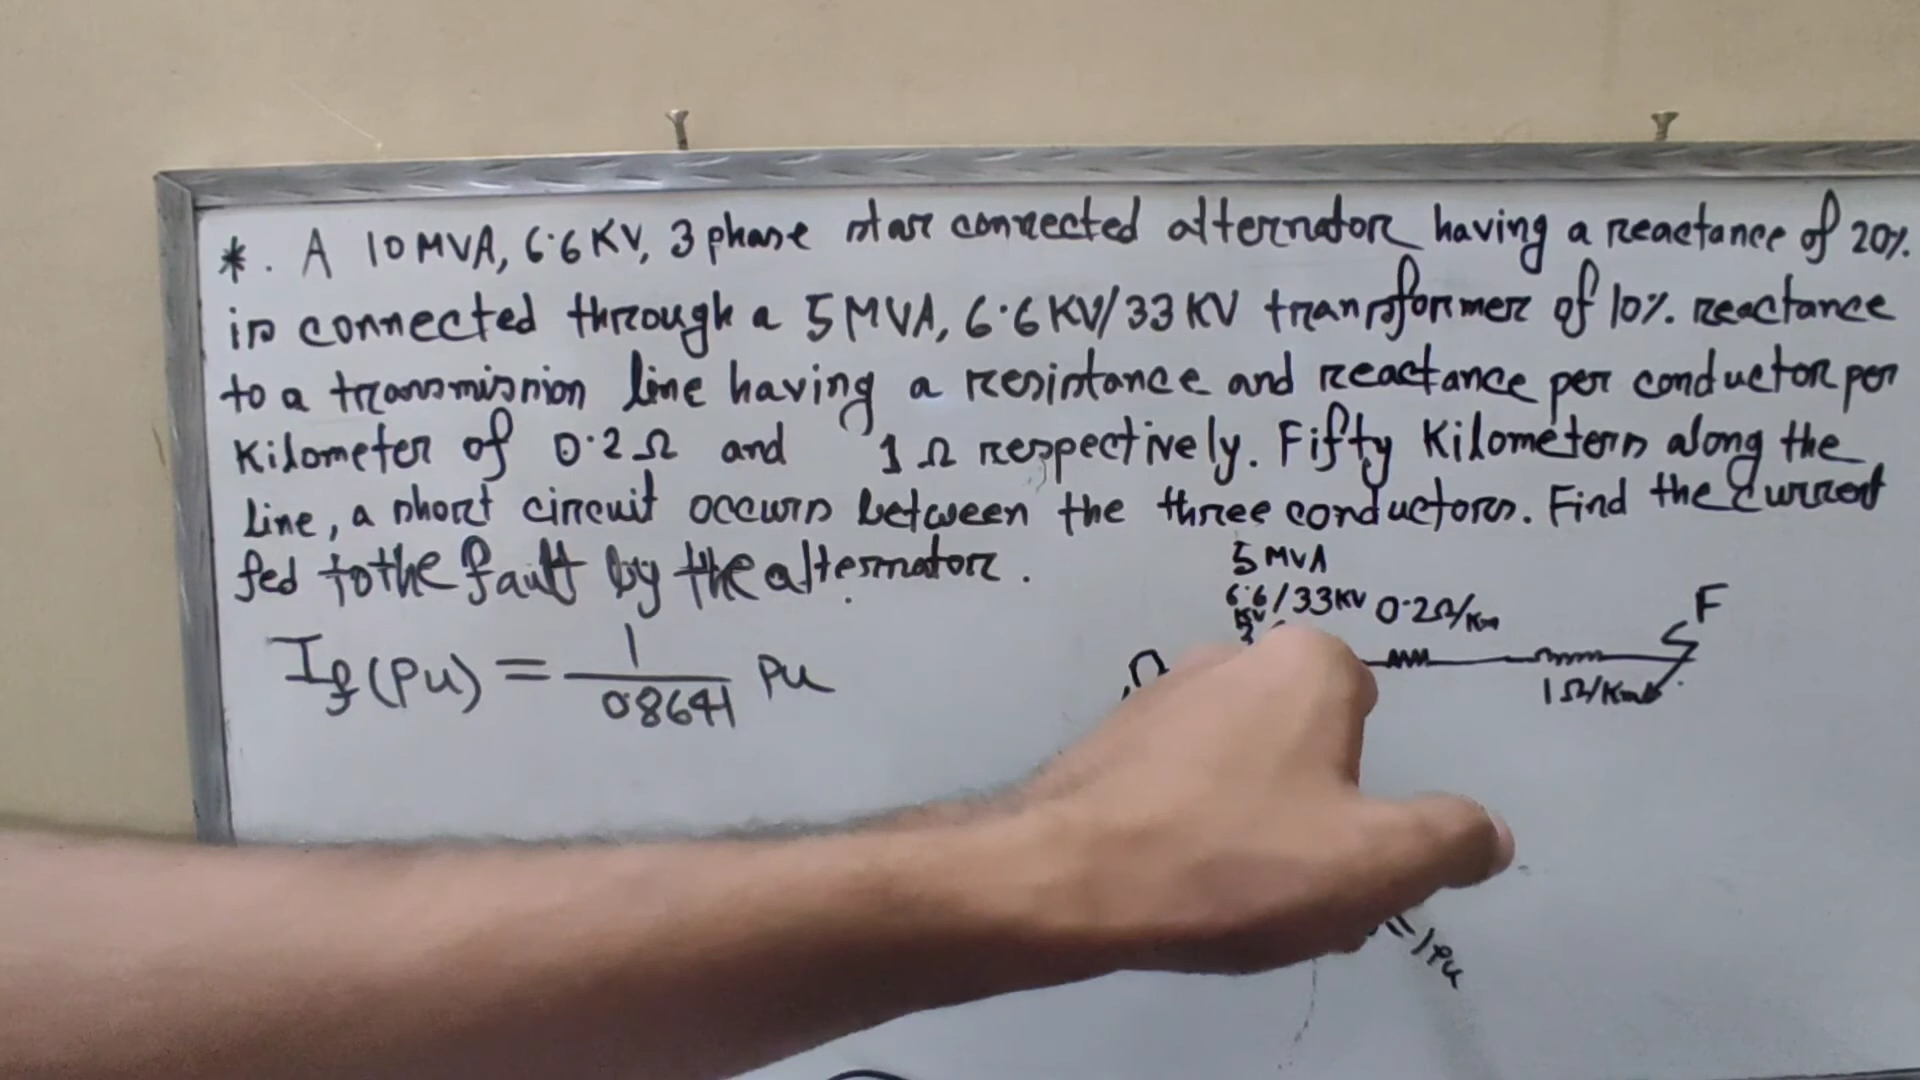 *. A 10 MVA, 6.6 KV, 3 phase star connected alternator having a reactance of 20%.
is connected through a 5 MVA, 6.6 KV/33 KV transformer of 10%. reactance
to a transmission line having a resistance and reactance per conductor per
Kilometer of 0.2 Ω and 1 Ω respectively. Fifty Kilometers along the
line, a short circuit occurs between the three conductors. Find the current
fed to the fault by the alternator.
5 MVA
6.6/33KV 0.2Ω/Km
KV
F
1Ω/Km
If (Pu) = 1/0.8641 Pu
= 1 Pu